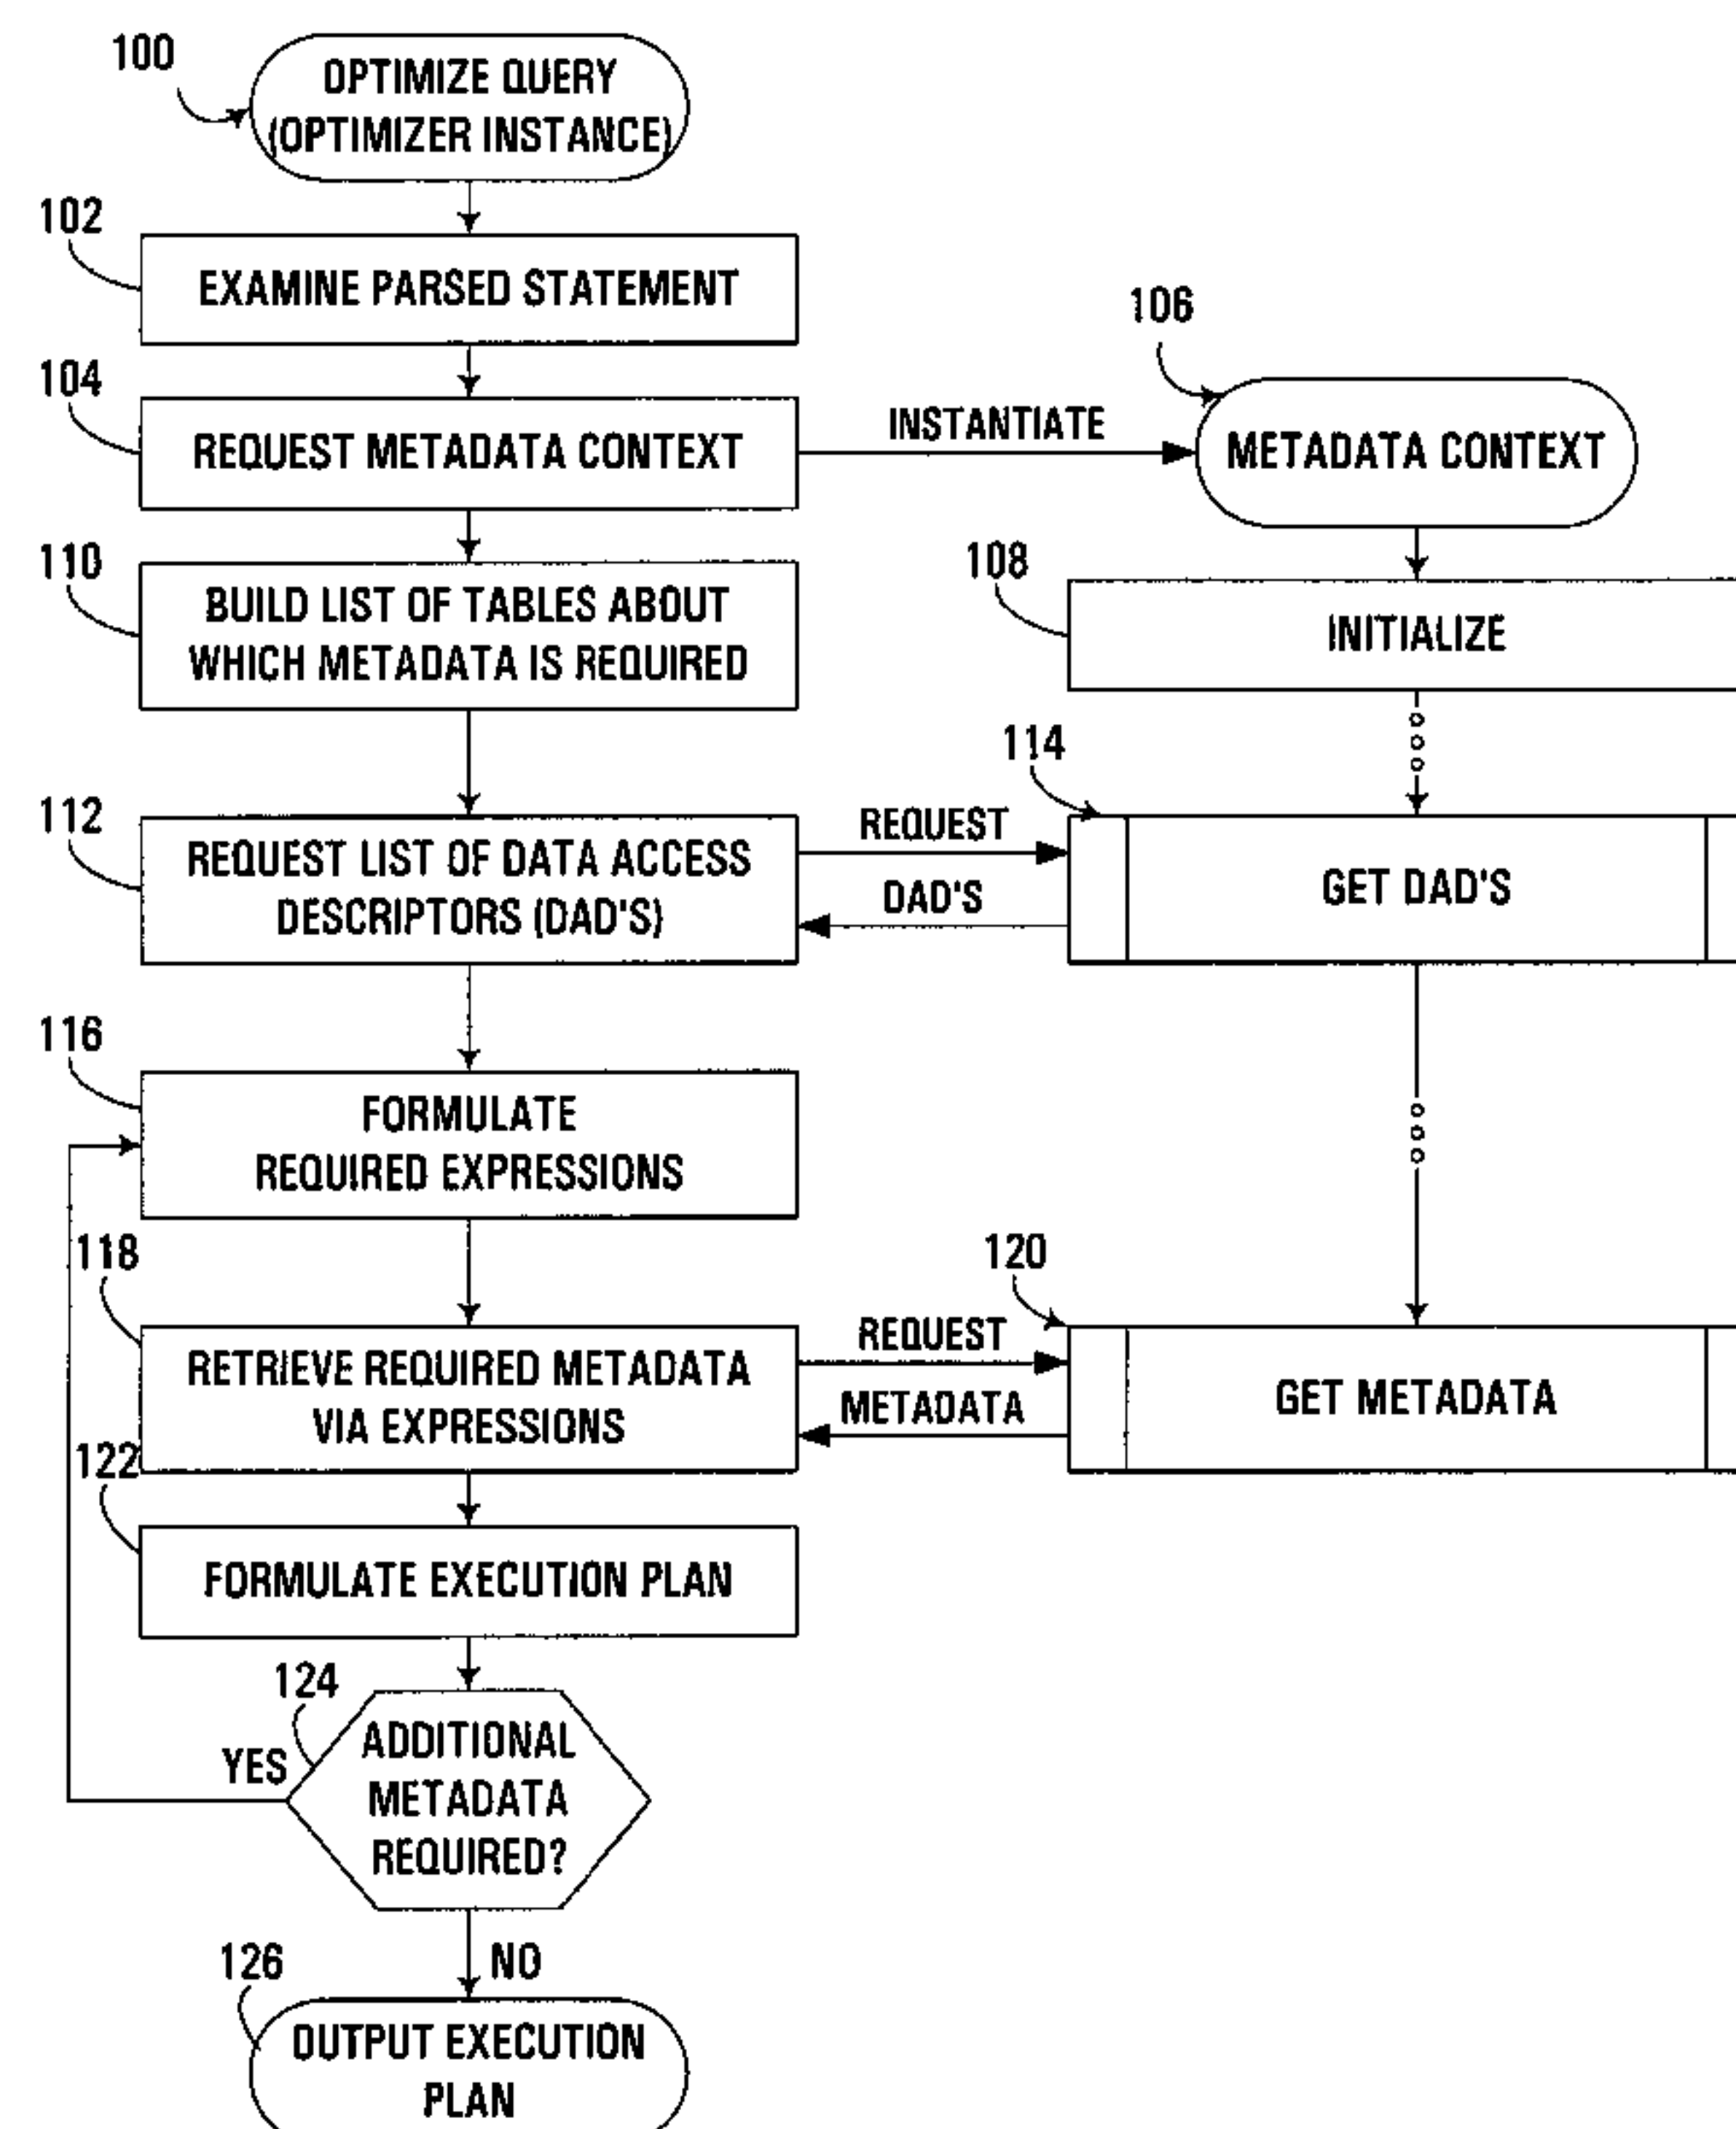 100
OPTIMIZE QUERY
(OPTIMIZER INSTANCE)
102
EXAMINE PARSED STATEMENT
104
REQUEST METADATA CONTEXT
INSTANTIATE
106
METADATA CONTEXT
110
BUILD LIST OF TABLES ABOUT
WHICH METADATA IS REQUIRED
108
INITIALIZE
112
REQUEST LIST OF DATA ACCESS
DESCRIPTORS (DAD'S)
REQUEST
DAD'S
114
GET DAD'S
116
FORMULATE
REQUIRED EXPRESSIONS
118
RETRIEVE REQUIRED METADATA
VIA EXPRESSIONS
REQUEST
METADATA
120
GET METADATA
122
FORMULATE EXECUTION PLAN
124
ADDITIONAL
METADATA
REQUIRED?
YES
NO
126
OUTPUT EXECUTION
PLAN